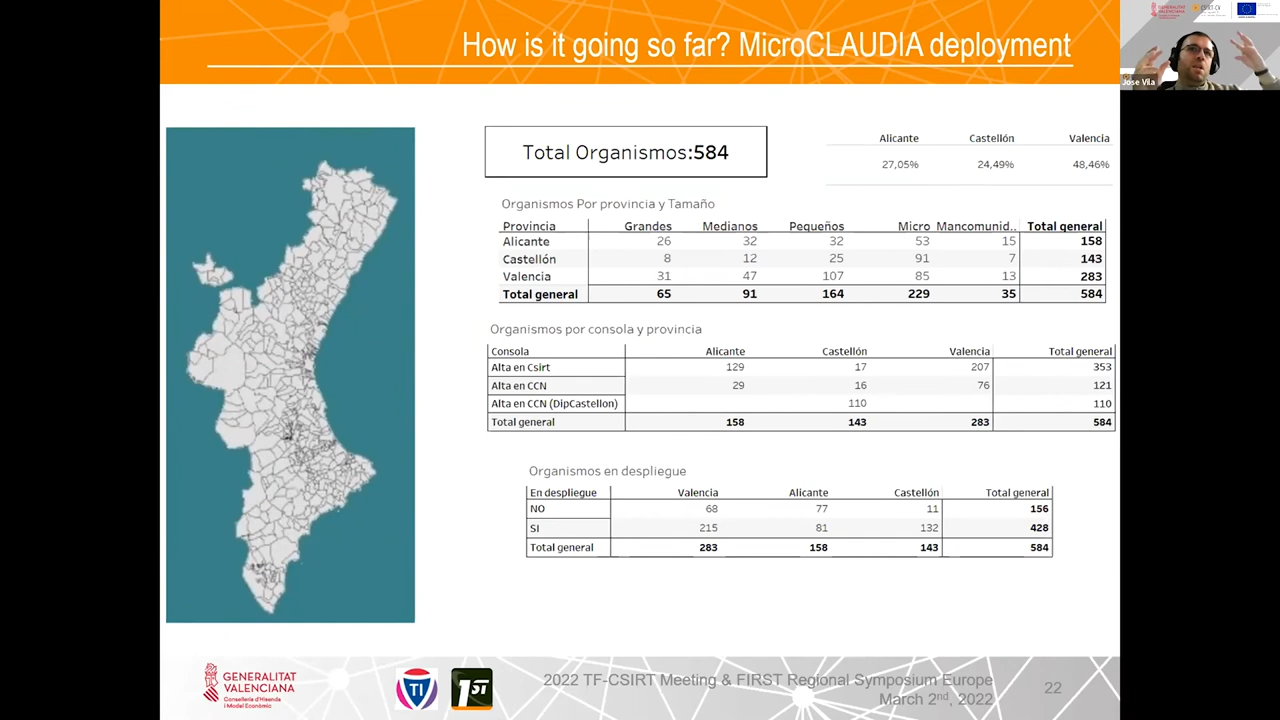 How is it going so far? MicroCLAUDIA deployment
GENERALITAT
VALENCIANA
CSIRT-CV
Jose Vila
Total Organismos:584
Alicante Castellón Valencia
27,05% 24,49% 48,46%
Organismos Por provincia y Tamaño
Provincia Grandes Medianos Pequeños Micro Mancomunid.. Total general
Alicante 26 32 32 53 15 158
Castellón 8 12 25 91 7 143
Valencia 31 47 107 85 13 283
Total general 65 91 164 229 35 584
Organismos por consola y provincia
Consola Alicante Castellón Valencia Total general
Alta en Csirt 129 17 207 353
Alta en CCN 29 16 76 121
Alta en CCN (DipCastellon) 110 110
Total general 158 143 283 584
Organismos en despliegue
En despliegue Valencia Alicante Castellón Total general
NO 68 77 11 156
SI 215 81 132 428
Total general 283 158 143 584
GENERALITAT
VALENCIANA
Conselleria d'Hisenda
i Model Econòmic
TI
1ST
2022 TF-CSIRT Meeting & FIRST Regional Symposium Europe
March 2nd, 2022
22